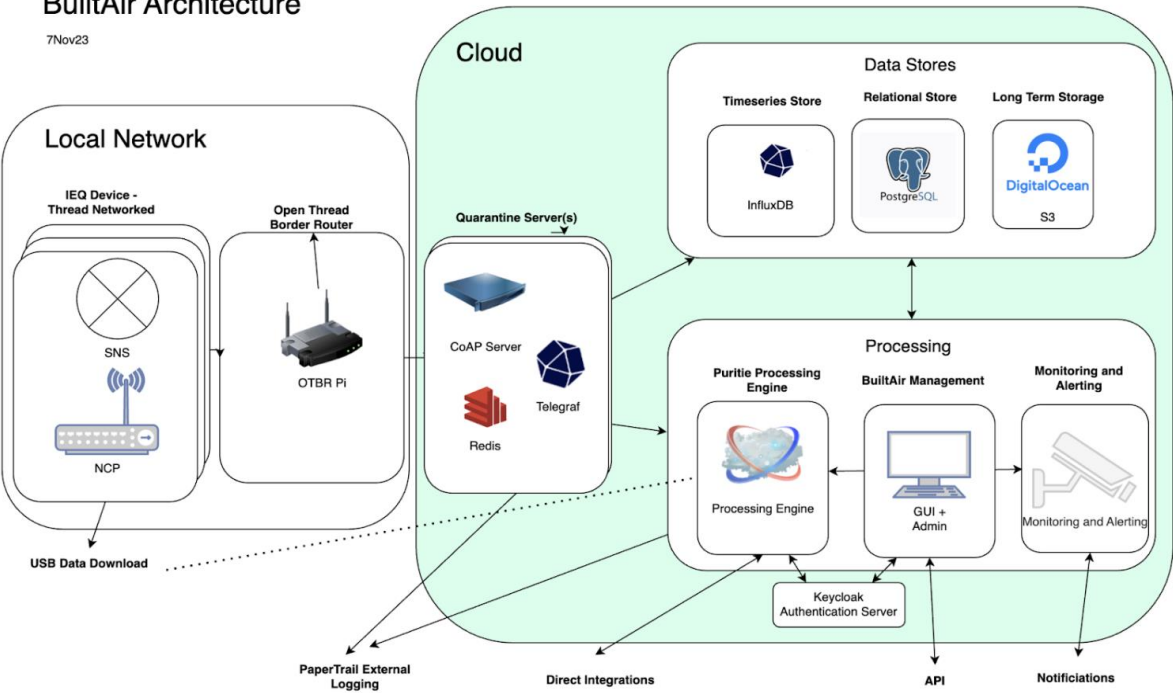 BuiltAir Architecture
7Nov23
Cloud
Data Stores
Timeseries Store
Relational Store
Long Term Storage
InfluxDB
PostgreSQL
DigitalOcean
S3
Local Network
IEQ Device -
Thread Networked
Open Thread
Border Router
SNS
NCP
OTBR Pi
Quarantine Server(s)
CoAP Server
Telegraf
Redis
Processing
Puritie Processing
Engine
BuiltAir Management
Monitoring and
Alerting
Processing Engine
GUI +
Admin
Monitoring and Alerting
Keycloak
Authentication Server
USB Data Download
PaperTrail External
Logging
Direct Integrations
API
Notificiations